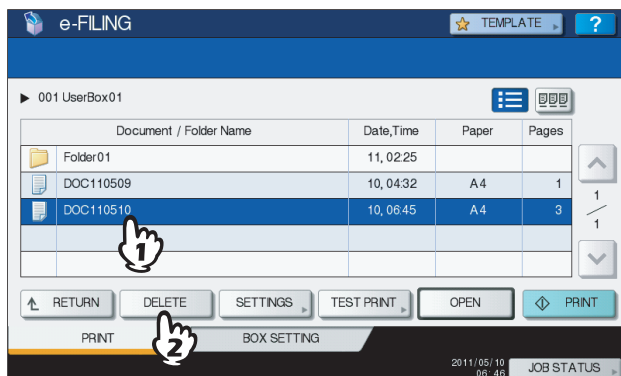 e-FILING
TEMPLATE
?
001 UserBox01
Document / Folder Name Date,Time Paper Pages
Folder01 11, 02:25
DOC110509 10, 04:32 A4 1
DOC110510 10, 06:45 A4 3
1
1
1
RETURN DELETE SETTINGS TEST PRINT OPEN PRINT
2
PRINT BOX SETTING
2011/05/10
06:46
JOB STATUS